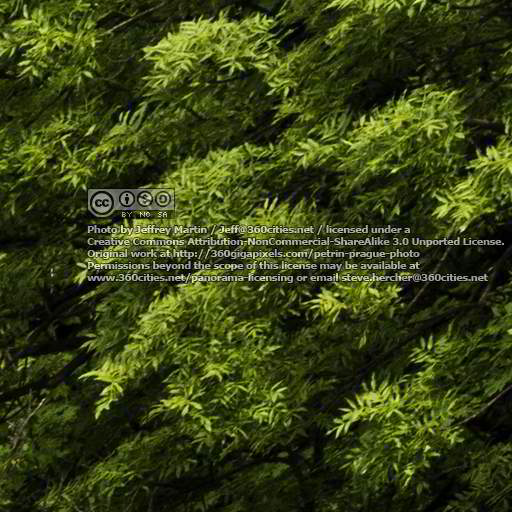 cc
BY NC SA
Photo by Jeffrey Martin / Jeff@360cities.net / licensed under a
Creative Commons Attribution-NonCommercial-ShareAlike 3.0 Unported License.
Original work at http://360gigapixels.com/petrin-prague-photo
Permissions beyond the scope of this license may be available at
www.360cities.net/panorama-licensing or email steve.hercher@360cities.net